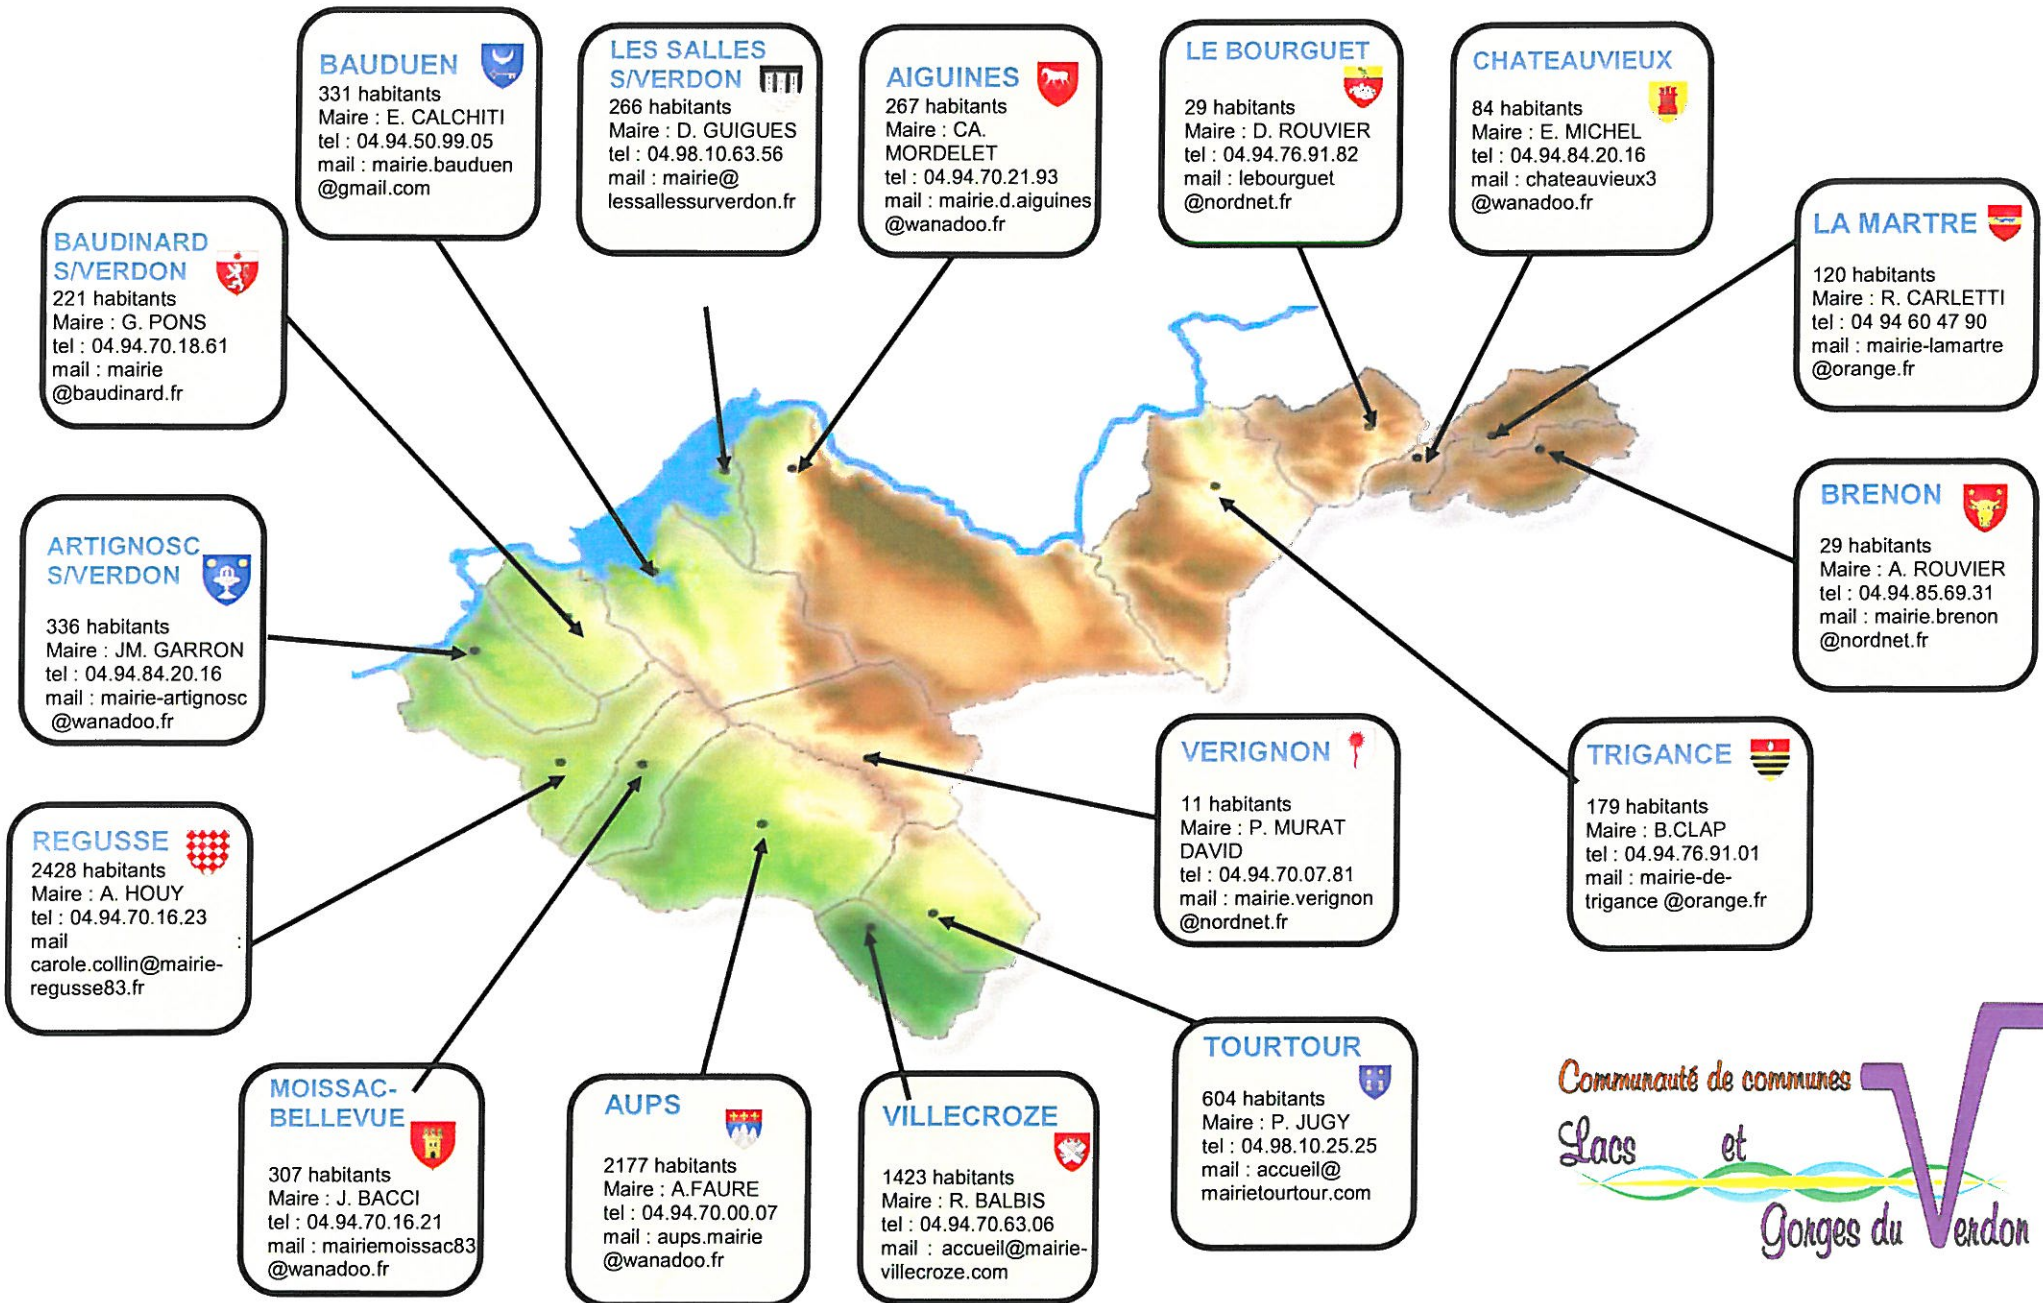 BAUDUEN
331 habitants
Maire : E. CALCHITI
tel : 04.94.50.99.05
mail : mairie.bauduen
@gmail.com
LES SALLES
S/VERDON
266 habitants
Maire : D. GUIGUES
tel : 04.98.10.63.56
mail : mairie@
lessallessurverdon.fr
AIGUINES
267 habitants
Maire : CA.
MORDELET
tel : 04.94.70.21.93
mail : mairie.d.aiguines
@wanadoo.fr
LE BOURGUET
29 habitants
Maire : D. ROUVIER
tel : 04.94.76.91.82
mail : lebourguet
@nordnet.fr
CHATEAUVIEUX
84 habitants
Maire : E. MICHEL
tel : 04.94.84.20.16
mail : chateauvieux3
@wanadoo.fr
LA MARTRE
120 habitants
Maire : R. CARLETTI
tel : 04 94 60 47 90
mail : mairie-lamartre
@orange.fr
BAUDINARD
S/VERDON
221 habitants
Maire : G. PONS
tel : 04.94.70.18.61
mail : mairie
@baudinard.fr
BRENON
29 habitants
Maire : A. ROUVIER
tel : 04.94.85.69.31
mail : mairie.brenon
@nordnet.fr
ARTIGNOSC
S/VERDON
336 habitants
Maire : JM. GARRON
tel : 04.94.84.20.16
mail : mairie-artignosc
@wanadoo.fr
VERIGNON
11 habitants
Maire : P. MURAT
DAVID
tel : 04.94.70.07.81
mail : mairie.verignon
@nordnet.fr
TRIGANCE
179 habitants
Maire : B.CLAP
tel : 04.94.76.91.01
mail : mairie-de-
trigance @orange.fr
REGUSSE
2428 habitants
Maire : A. HOUY
tel : 04.94.70.16.23
mail :
carole.collin@mairie-
regusse83.fr
MOISSAC-
BELLEVUE
307 habitants
Maire : J. BACCI
tel : 04.94.70.16.21
mail : mairiemoissac83
@wanadoo.fr
AUPS
2177 habitants
Maire : A.FAURE
tel : 04.94.70.00.07
mail : aups.mairie
@wanadoo.fr
VILLECROZE
1423 habitants
Maire : R. BALBIS
tel : 04.94.70.63.06
mail : accueil@mairie-
villecroze.com
TOURTOUR
604 habitants
Maire : P. JUGY
tel : 04.98.10.25.25
mail : accueil@
mairietourtour.com
Communauté de communes
Lacs et
Gorges du Verdon